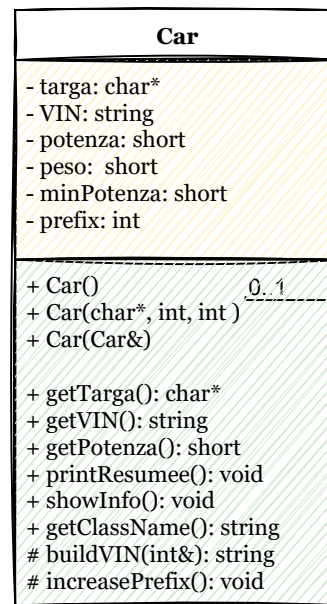 Car
- targa: char*
- VIN: string
- potenza: short
- peso: short
- minPotenza: short
- prefix: int
+ Car()
0..1
+ Car(char*, int, int )
+ Car(Car&)
+ getTarga(): char*
+ getVIN(): string
+ getPotenza(): short
+ printResumee(): void
+ showInfo(): void
+ getClassName(): string
# buildVIN(int&): string
# increasePrefix(): void